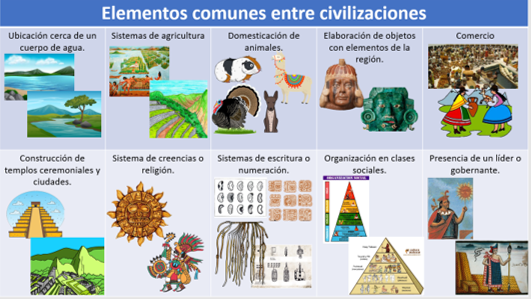 Elementos comunes entre civilizaciones
Ubicación cerca de un
cuerpo de agua.
Sistemas de agricultura
Domesticación de
animales.
Elaboración de objetos
con elementos de la
región.
Comercio
Construcción de
templos ceremoniales y
ciudades.
Sistema de creencias o
religión.
Sistemas de escritura o
numeración.
Organización en clases
sociales.
Presencia de un líder o
gobernante.